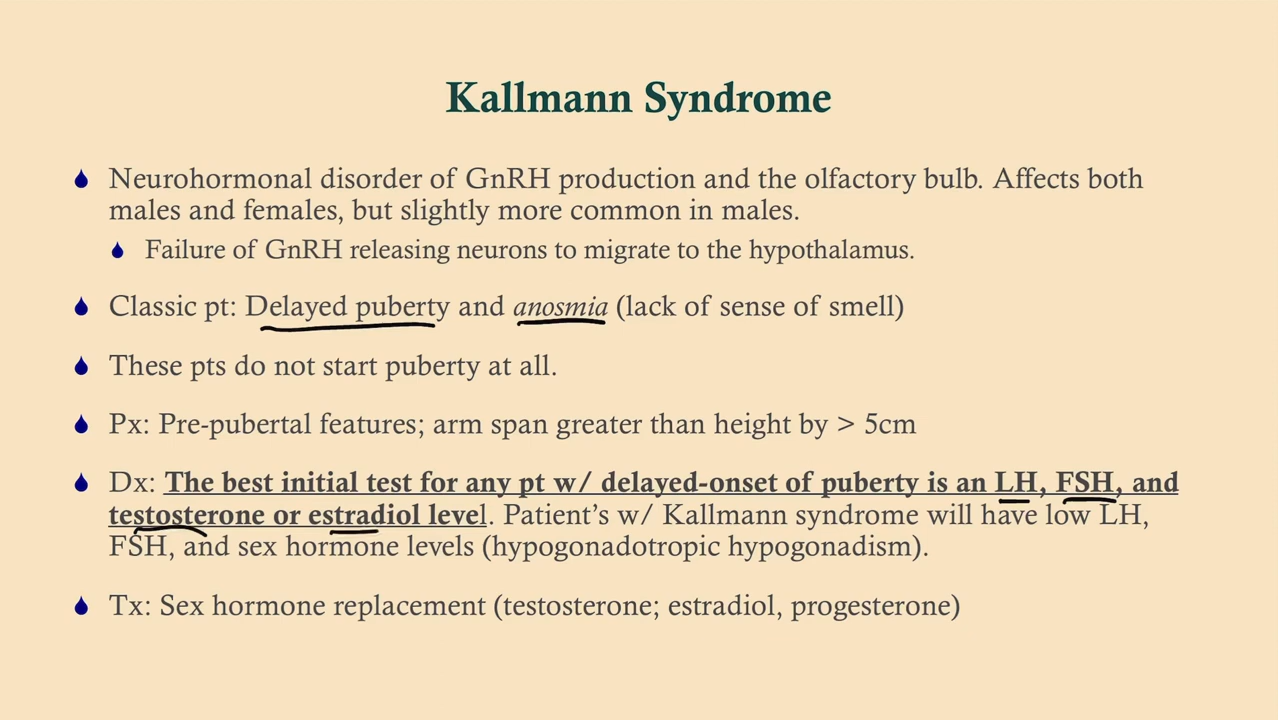 Kallmann Syndrome
Neurohormonal disorder of GnRH production and the olfactory bulb. Affects both
males and females, but slightly more common in males.
Failure of GnRH releasing neurons to migrate to the hypothalamus.
Classic pt: Delayed puberty and anosmia (lack of sense of smell)
These pts do not start puberty at all.
Px: Pre-pubertal features; arm span greater than height by > 5cm
Dx: The best initial test for any pt w/ delayed-onset of puberty is an LH, FSH, and
testosterone or estradiol level. Patient’s w/ Kallmann syndrome will have low LH,
FSH, and sex hormone levels (hypogonadotropic hypogonadism).
Tx: Sex hormone replacement (testosterone; estradiol, progesterone)